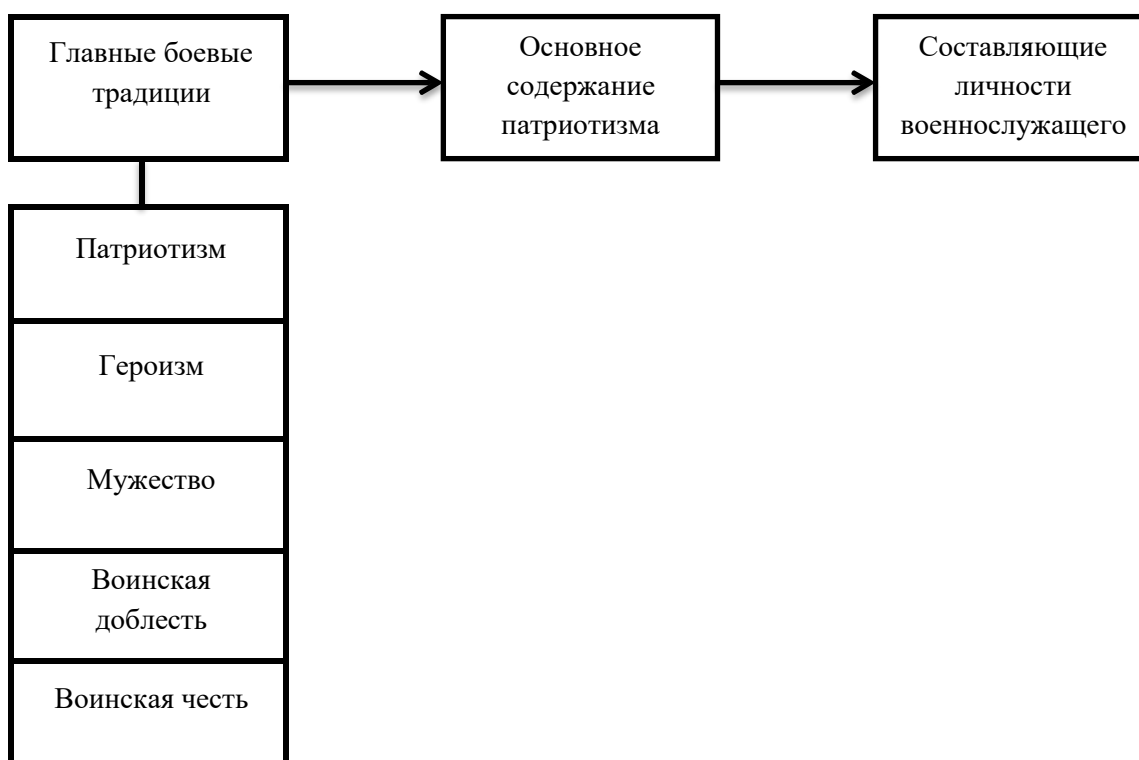 Главные боевые
традиции
Основное
содержание
патриотизма
Составляющие
личности
военнослужащего
Патриотизм
Героизм
Мужество
Воинская
доблесть
Воинская честь